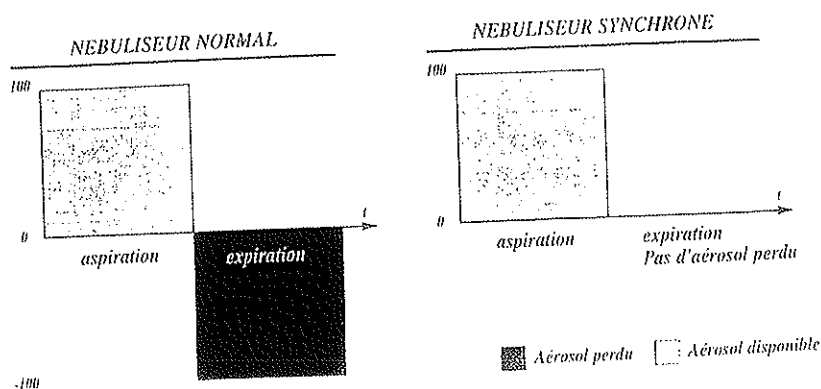 NEBULISEUR NORMAL
100
0
t
aspiration
expiration
-100
NEBULISEUR SYNCHRONE
100
0
t
aspiration
expiration
Pas d'aérosol perdu
Aérosol perdu
Aérosol disponible